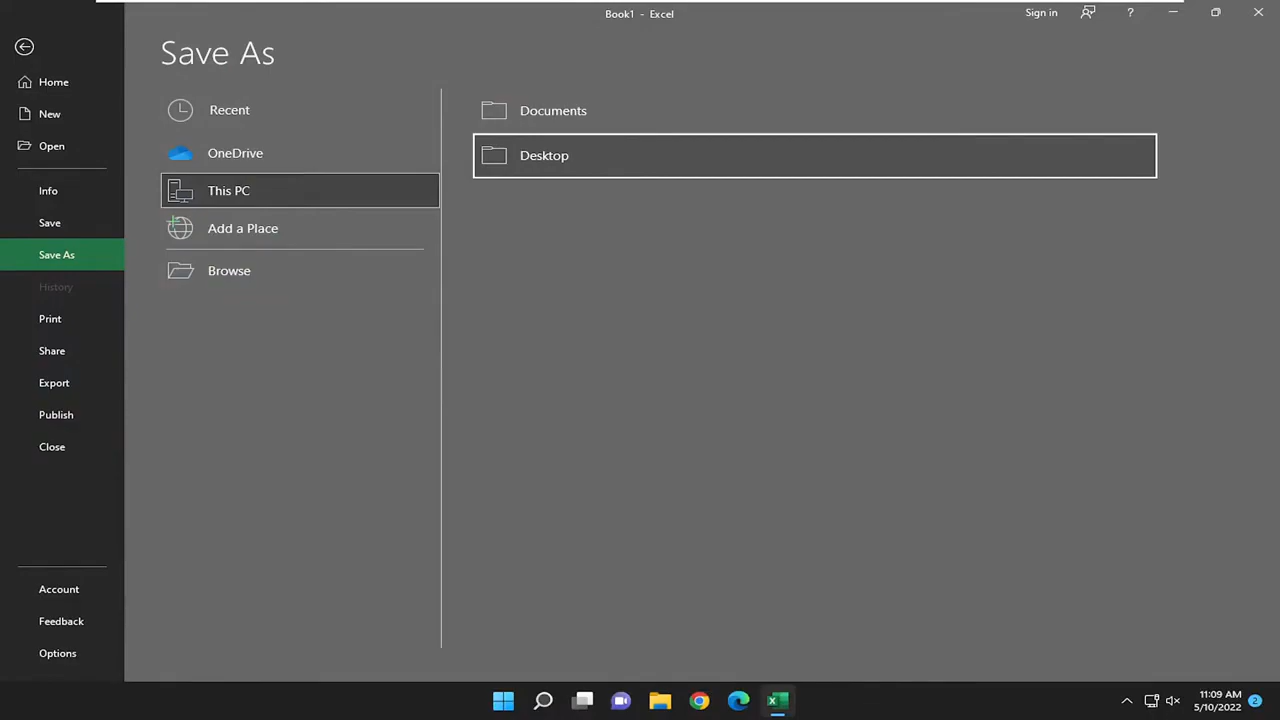 Book1 - Excel
Sign in
?
Save As
Home
New
Open
Info
Save
Save As
History
Print
Share
Export
Publish
Close
Account
Feedback
Options
Recent
OneDrive
This PC
Add a Place
Browse
Documents
Desktop
11:09 AM
5/10/2022
2